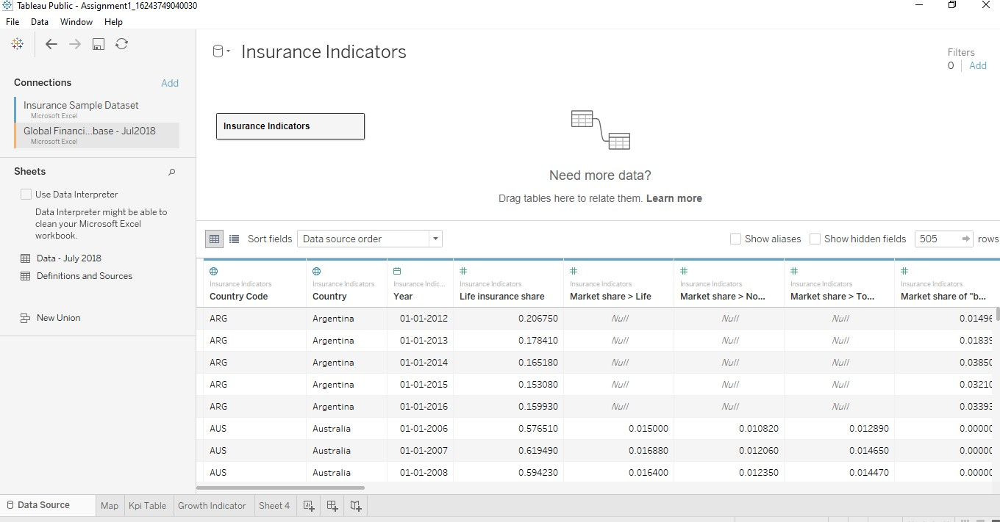 Tableau Public - Assignment1_16243749040030
File Data Window Help
Connections Add
Insurance Sample Dataset
Microsoft Excel
Global Financi...base - Jul2018
Microsoft Excel
Sheets
Use Data Interpreter
Data Interpreter might be able to
clean your Microsoft Excel
workbook.
Data - July 2018
Definitions and Sources
New Union
Insurance Indicators
Filters
0 Add
Insurance Indicators
Need more data?
Drag tables here to relate them. Learn more
Sort fields Data source order Show aliases Show hidden fields 505 rows
Insurance Indicators Insurance Indicators Insurance Indic... Insurance Indicators Insurance Indicators Insurance Indicators Insurance Indicators Insurance Indicators
Country Code Country Year Life insurance share Market share > Life Market share > No... Market share > To... Market share of "b...
ARG Argentina 01-01-2012 0.206750 Null Null Null 0.01496
ARG Argentina 01-01-2013 0.178410 Null Null Null 0.01839
ARG Argentina 01-01-2014 0.165180 Null Null Null 0.03850
ARG Argentina 01-01-2015 0.153080 Null Null Null 0.03210
ARG Argentina 01-01-2016 0.159930 Null Null Null 0.03393
AUS Australia 01-01-2006 0.576510 0.015000 0.010820 0.012890 0.00000
AUS Australia 01-01-2007 0.619490 0.016880 0.012060 0.014650 0.00000
AUS Australia 01-01-2008 0.594230 0.016400 0.012350 0.014470 0.00000
Data Source Map Kpi Table Growth Indicator Sheet 4